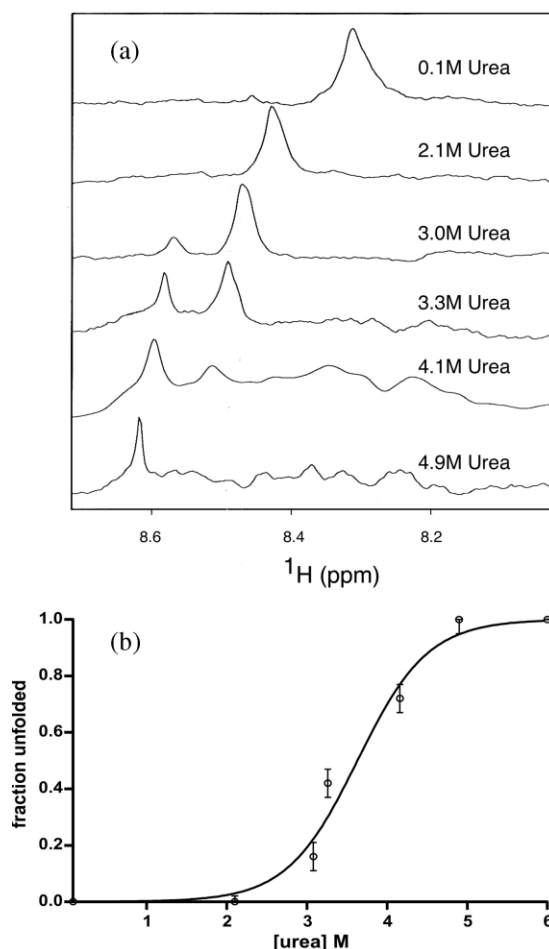 (a)
0.1M Urea
2.1M Urea
3.0M Urea
3.3M Urea
4.1M Urea
4.9M Urea
8.6 8.4 8.2
¹H (ppm)
(b)
1.0
0.8
0.6
0.4
0.2
0.0
fraction unfolded
1 2 3 4 5 6
[urea] M